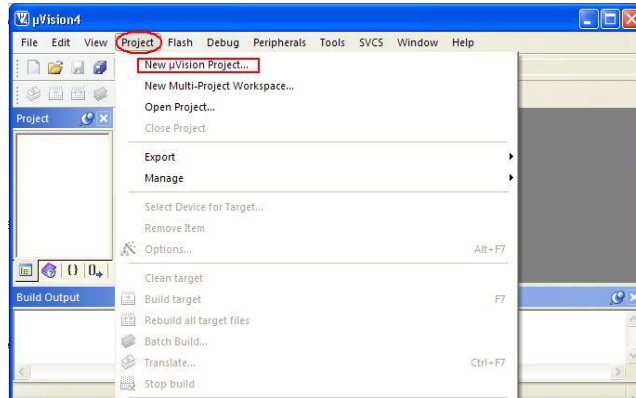 µVision4
File Edit View Project Flash Debug Peripherals Tools SVCS Window Help
New µVision Project...
New Multi-Project Workspace...
Open Project...
Project
Close Project
Export
Manage
Select Device for Target...
Remove Item
Options... Alt+F7
Clean target
Build Output
Build target F7
Rebuild all target files
Batch Build...
Translate... Ctrl+F7
Stop build